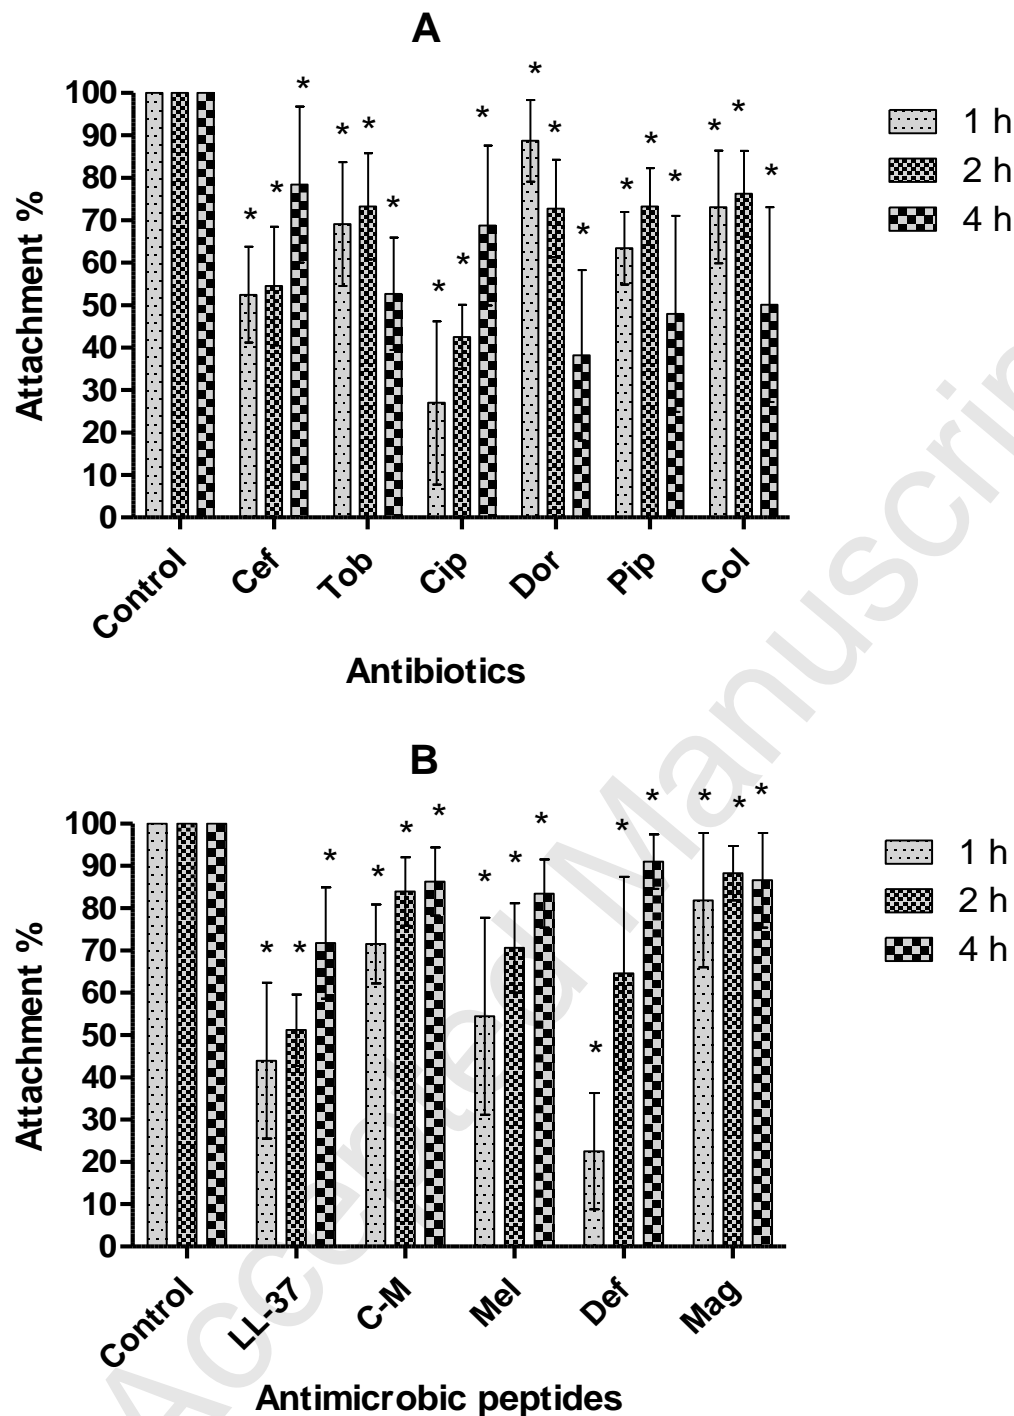 A
100
90
80
70
60
50
40
30
20
10
0
Attachment %
* * * * * * * * * * * * * * * * * *
1 h
2 h
4 h
Control Cef Tob Cip Dor Pip Col
Antibiotics
B
100
90
80
70
60
50
40
30
20
10
0
Attachment %
* * * * * * * * * * * * * * *
1 h
2 h
4 h
Control LL-37 C-M Mel Def Mag
Antimicrobic peptides
Accepted Manuscrip